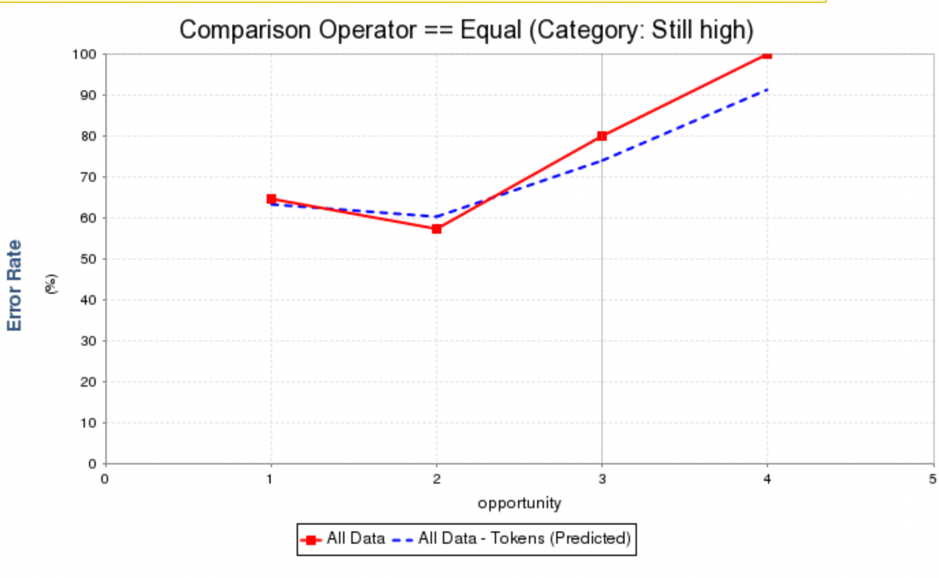 Comparison Operator == Equal (Category: Still high)
100
90
80
70
60
50
40
30
20
10
0
Error Rate
(%)
0 1 2 3 4 5
opportunity
All Data All Data - Tokens (Predicted)